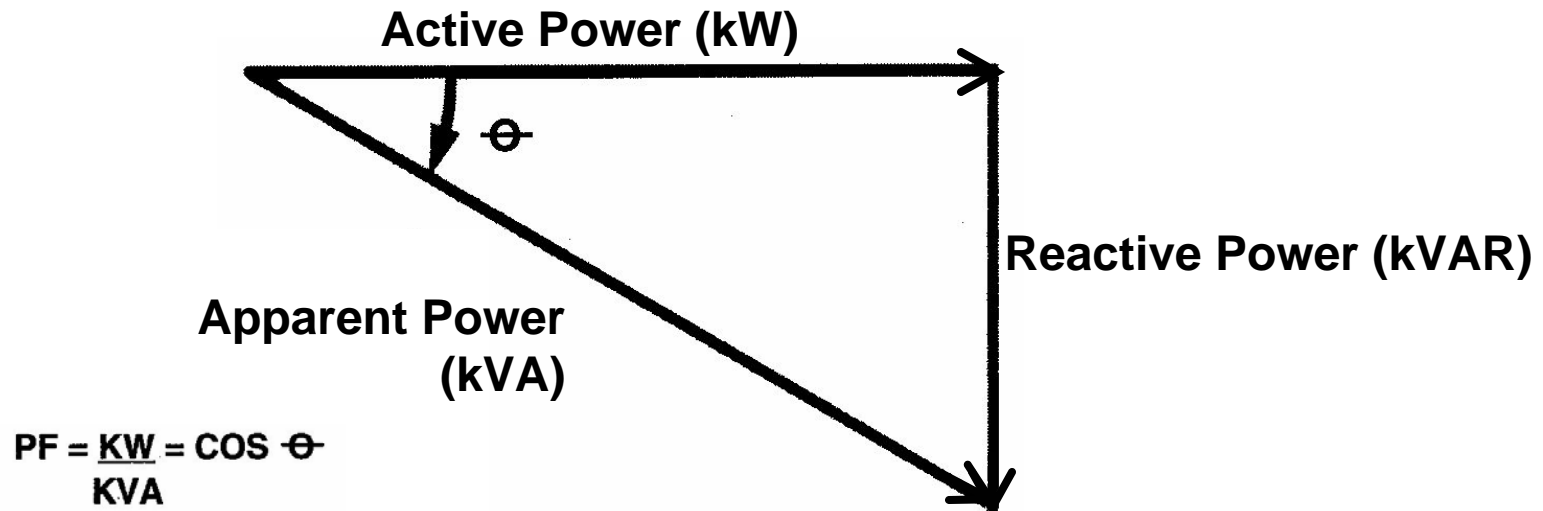 Active Power (kW)
Θ
Reactive Power (kVAR)
Apparent Power
(kVA)
PF = KW = COS Θ
KVA